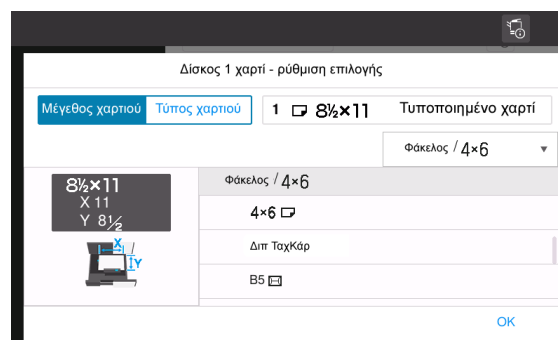 Δίσκος 1 χαρτί - ρύθμιση επιλογής
Μέγεθος χαρτιού Τύπος χαρτιού 1 8½×11 Τυποποιημένο χαρτί
Φάκελος / 4×6
8½×11
X 11
Y 8½
X
Y
Φάκελος / 4×6
4×6
Διπ ΤαχΚάρ
B5
OK